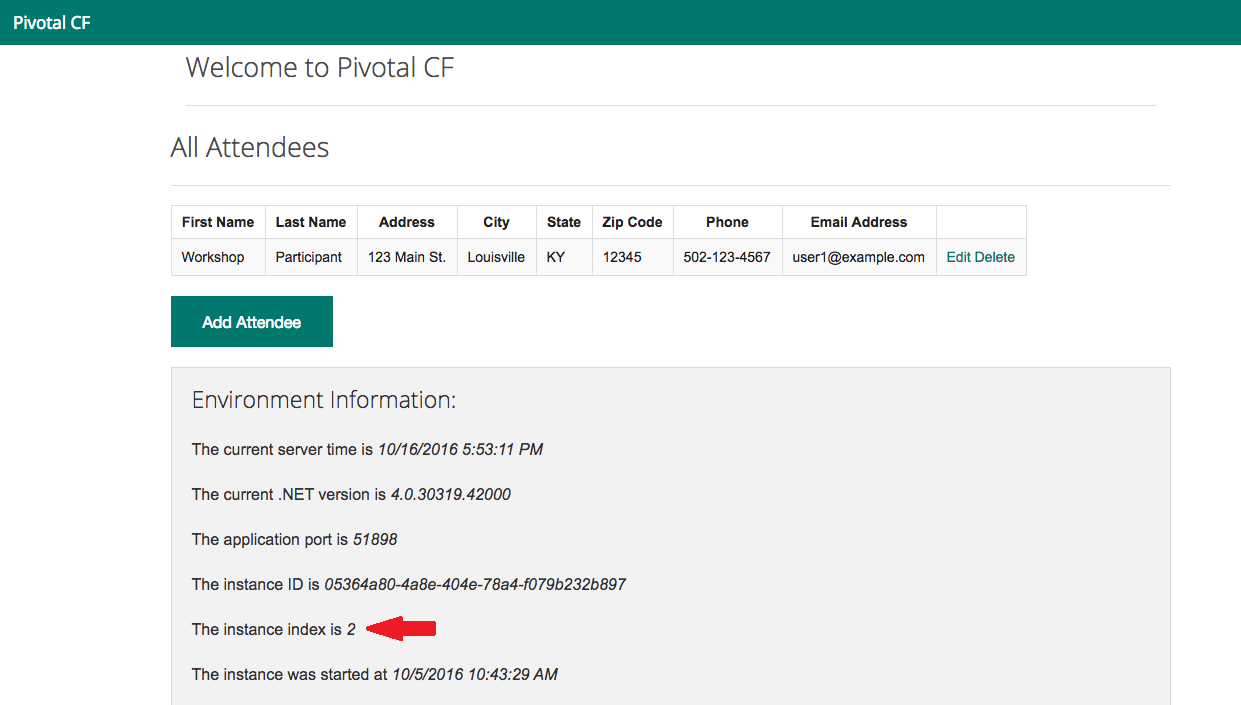 Pivotal CF
Welcome to Pivotal CF
All Attendees
First Name Last Name Address City State Zip Code Phone Email Address
Workshop Participant 123 Main St. Louisville KY 12345 502-123-4567 user1@example.com Edit Delete
Add Attendee
Environment Information:
The current server time is 10/16/2016 5:53:11 PM
The current .NET version is 4.0.30319.42000
The application port is 51898
The instance ID is 05364a80-4a8e-404e-78a4-f079b232b897
The instance index is 2
The instance was started at 10/5/2016 10:43:29 AM